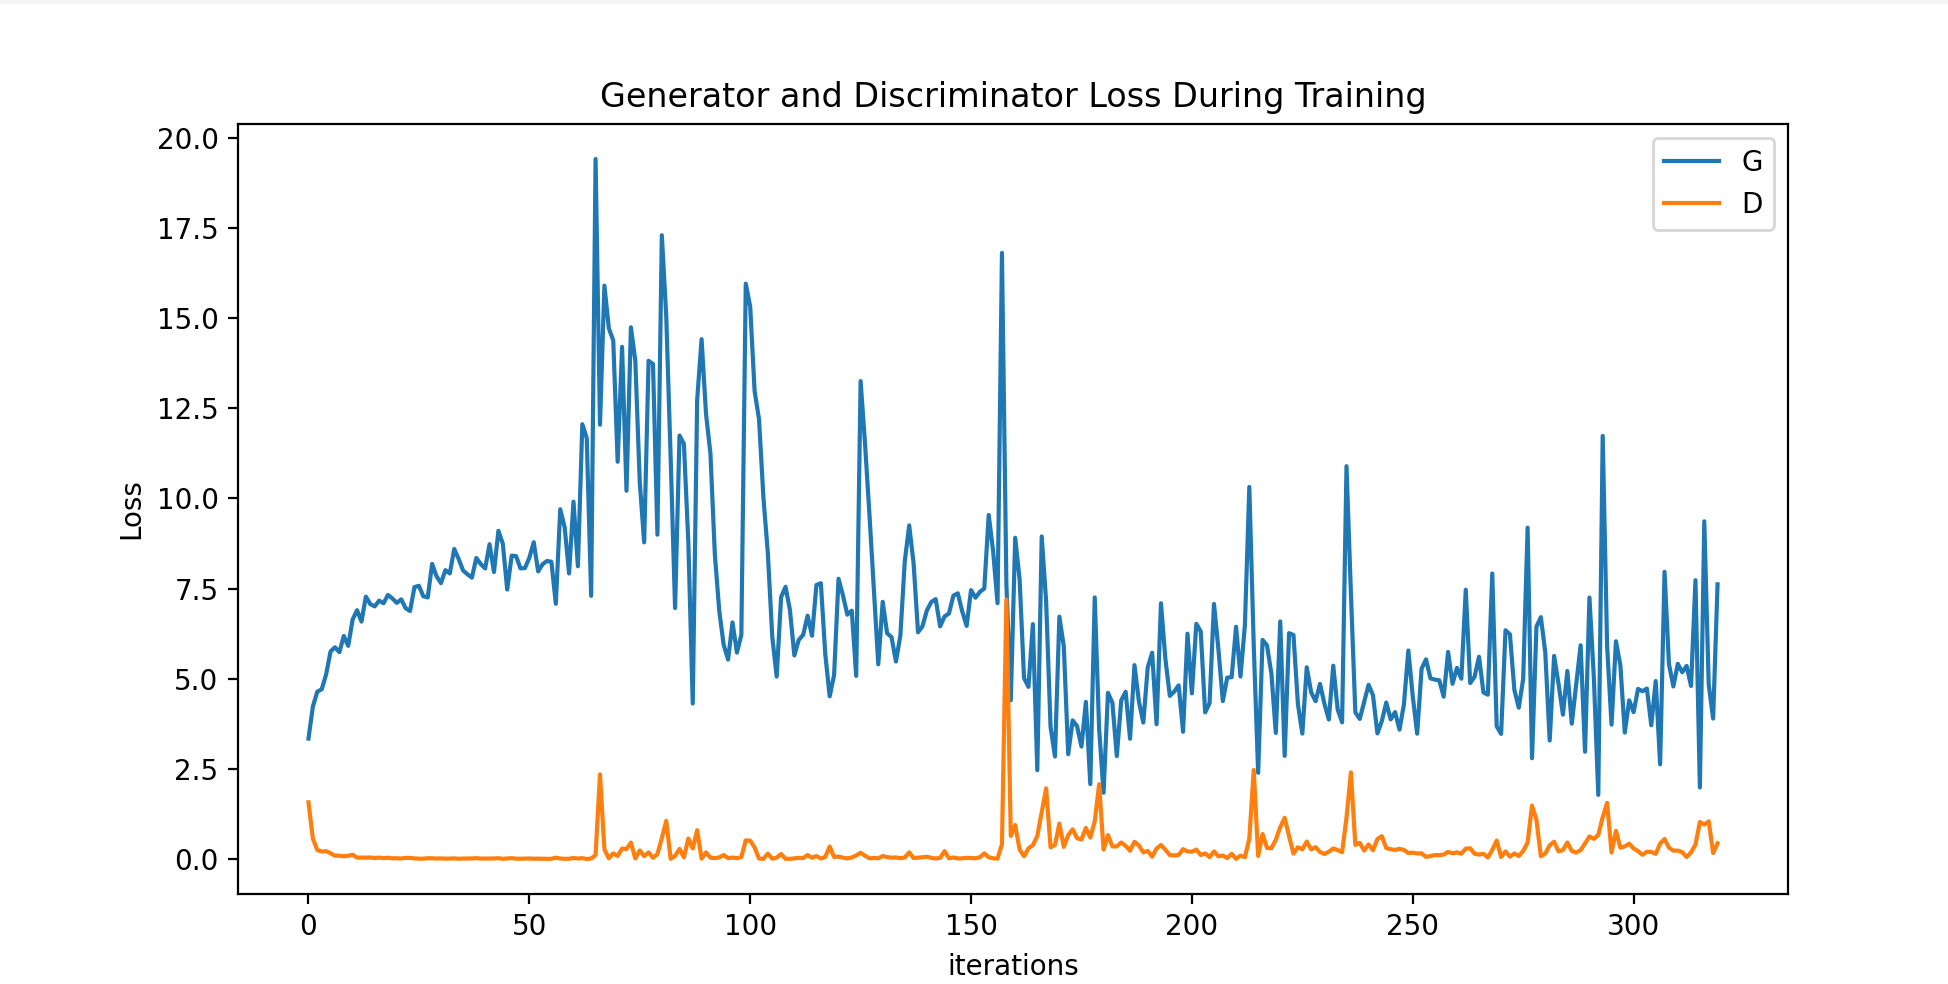 Generator and Discriminator Loss During Training
G
D
20.0
17.5
15.0
12.5
10.0
7.5
5.0
2.5
0.0
Loss
0 50 100 150 200 250 300
iterations